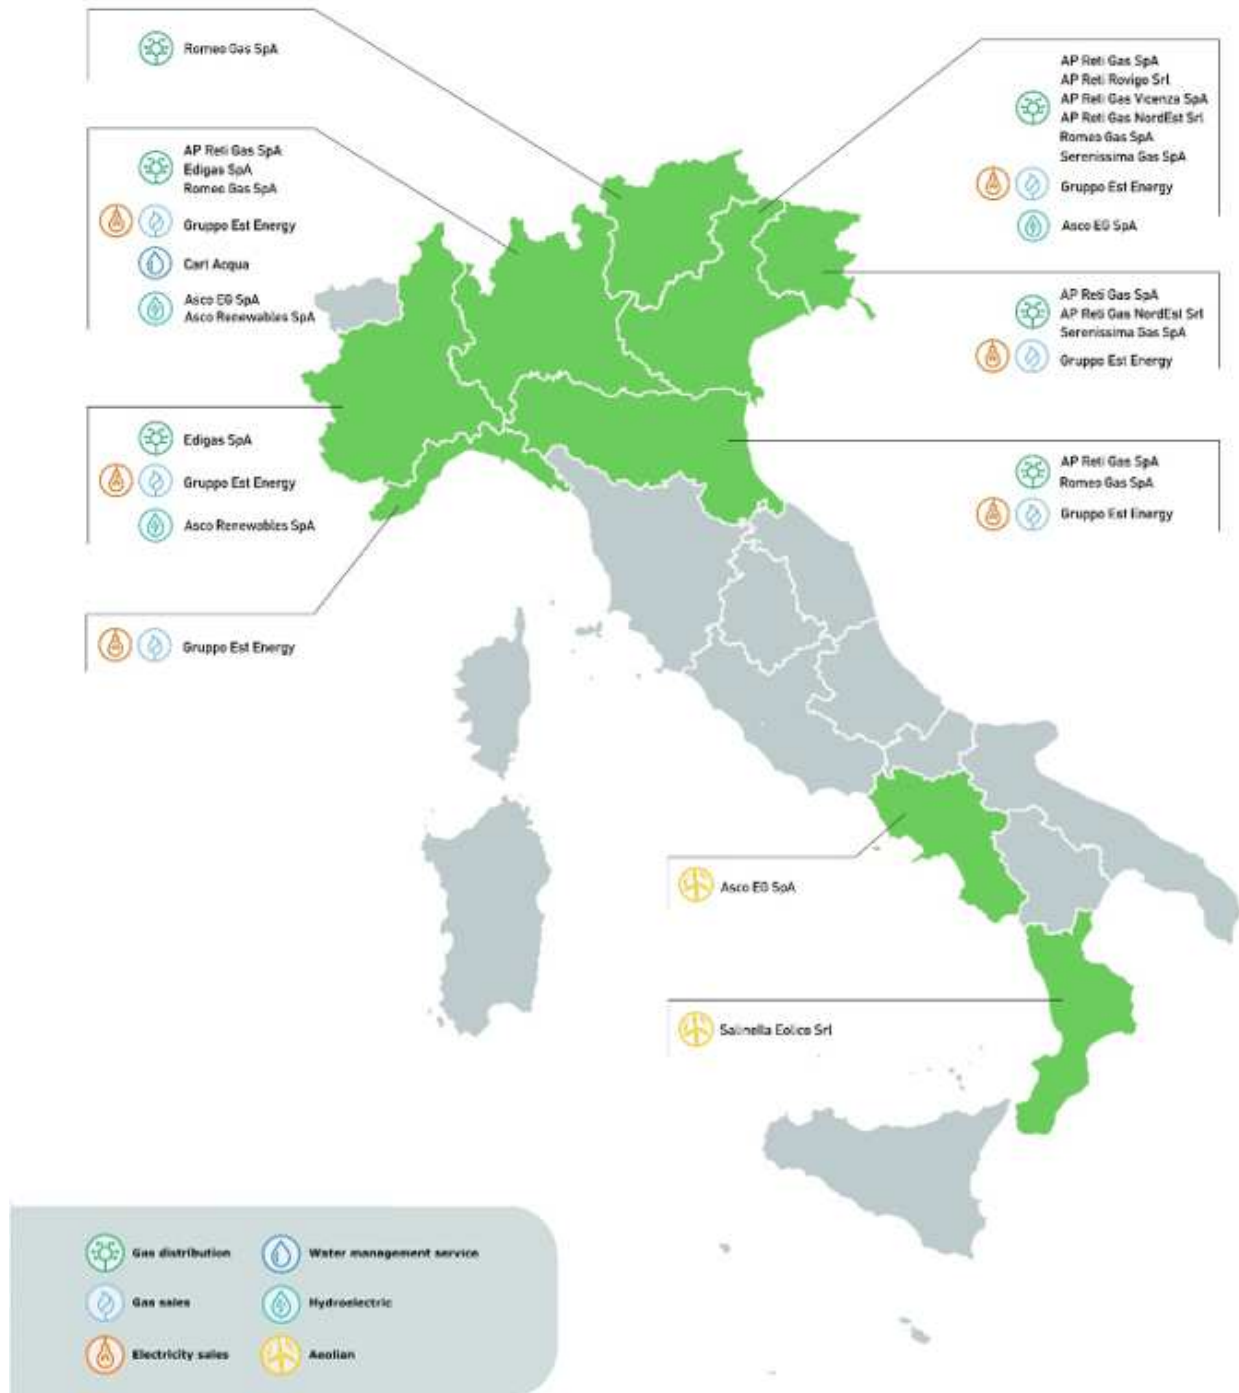 Romeo Gas SpA
AP Reti Gas SpA
Edigas SpA
Romeo Gas SpA
Gruppo Est Energy
Cart Acqua
Asco EG SpA
Asco Renewables SpA
Edigas SpA
Gruppo Est Energy
Asco Renewables SpA
Gruppo Est Energy
AP Reti Gas SpA
AP Reti Rovigo Srl
AP Reti Gas Vicenza SpA
AP Reti Gas NordEst Srl
Romeo Gas SpA
Serenissima Gas SpA
Gruppo Est Energy
Asco EG SpA
AP Reti Gas SpA
AP Reti Gas NordEst Srl
Serenissima Gas SpA
Gruppo Est Energy
AP Reti Gas SpA
Romeo Gas SpA
Gruppo Est Energy
Asco EG SpA
Salinella Eolico Srl
Gas distribution
Gas sales
Electricity sales
Water management service
Hydroelectric
Aeolian